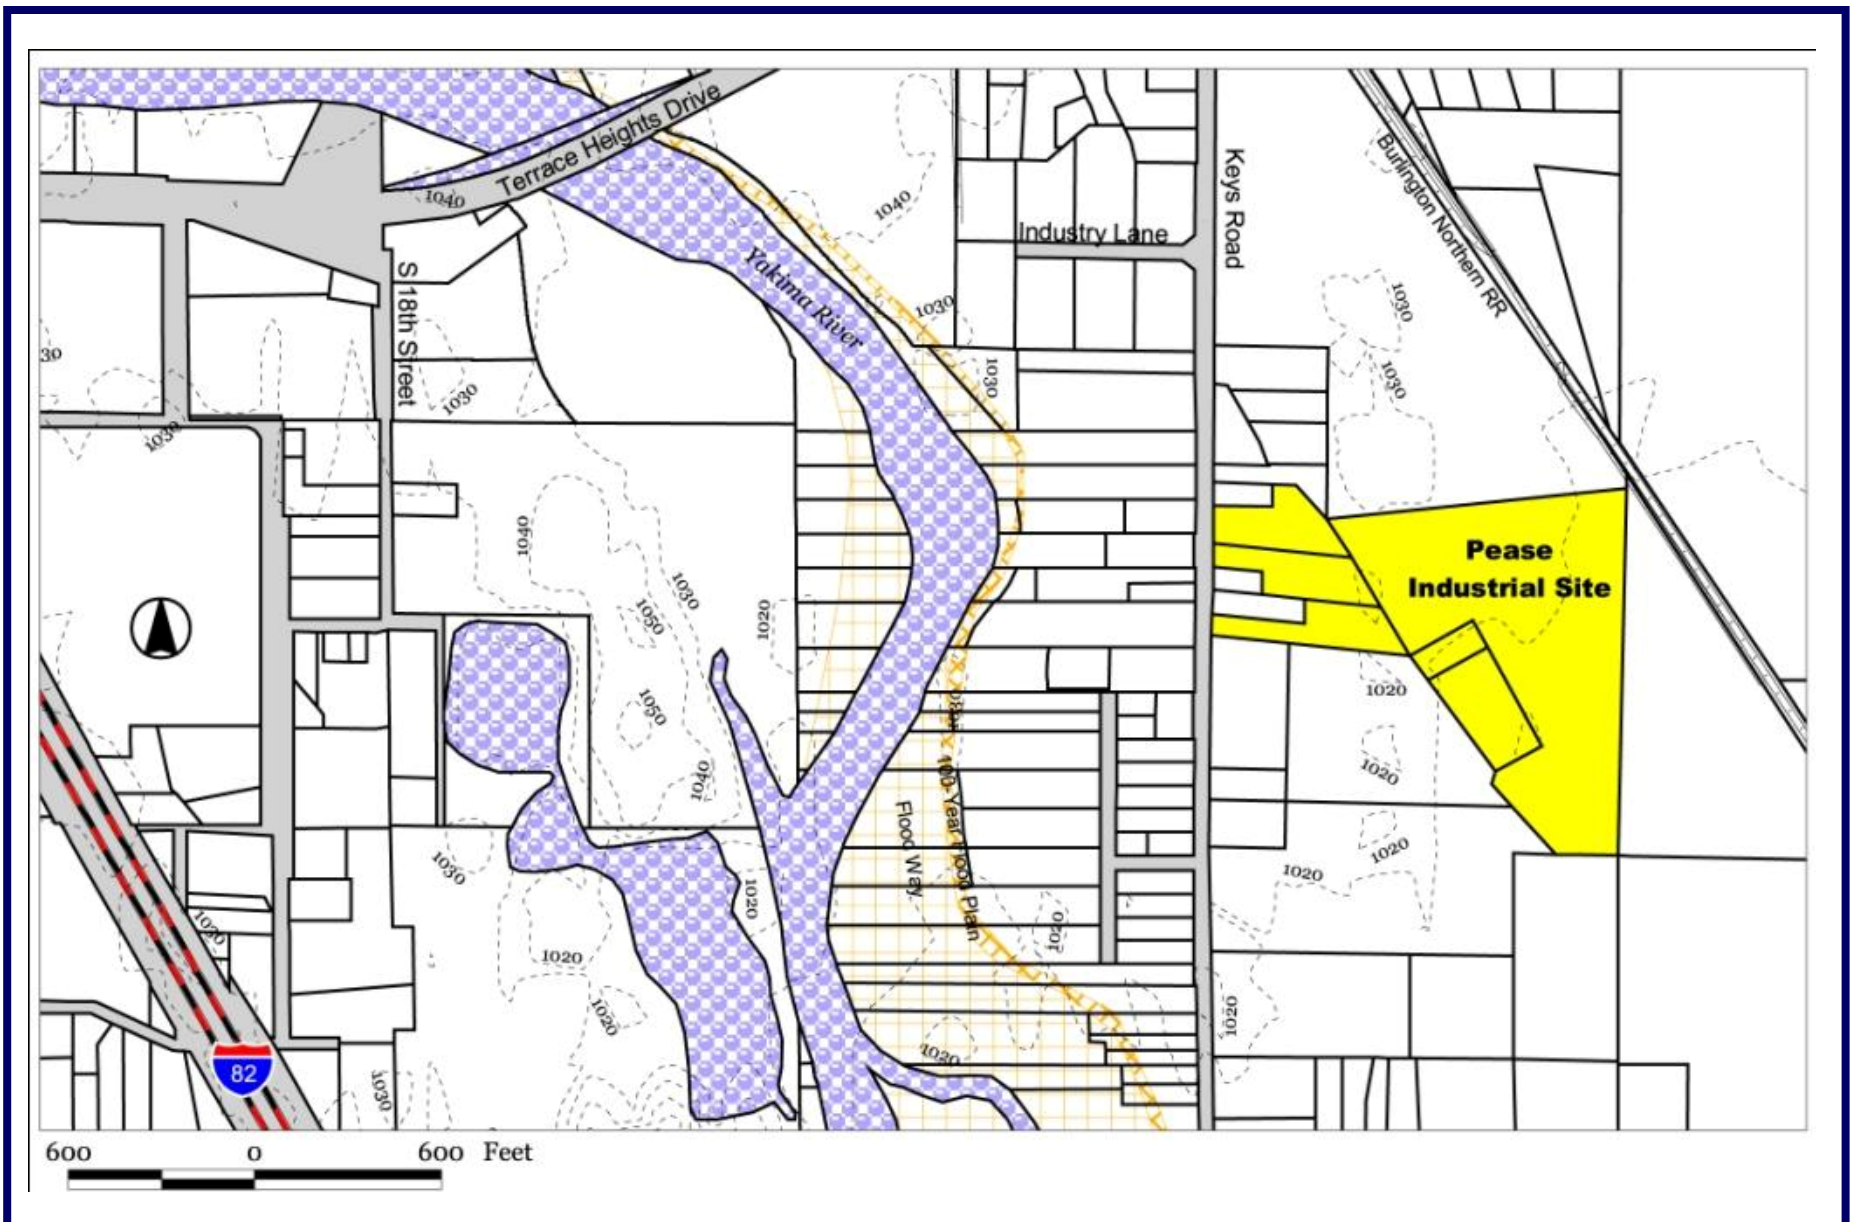 Terrace Heights Drive
1040
1040
Keys Road
Burlington Northern RR
Industry Lane
Yakima River
S 18th Street
1030
1030
1030
30
1030
1030
1030
1030
1040
Pease
Industrial Site
1030
1050
1020
1020
1050
1040
1020
100-Year Flood Plain
Flood Way
1030
1020
1020
1020
1020
1030
1020
1020
1020
1020
1020
82
1030
600 0 600 Feet